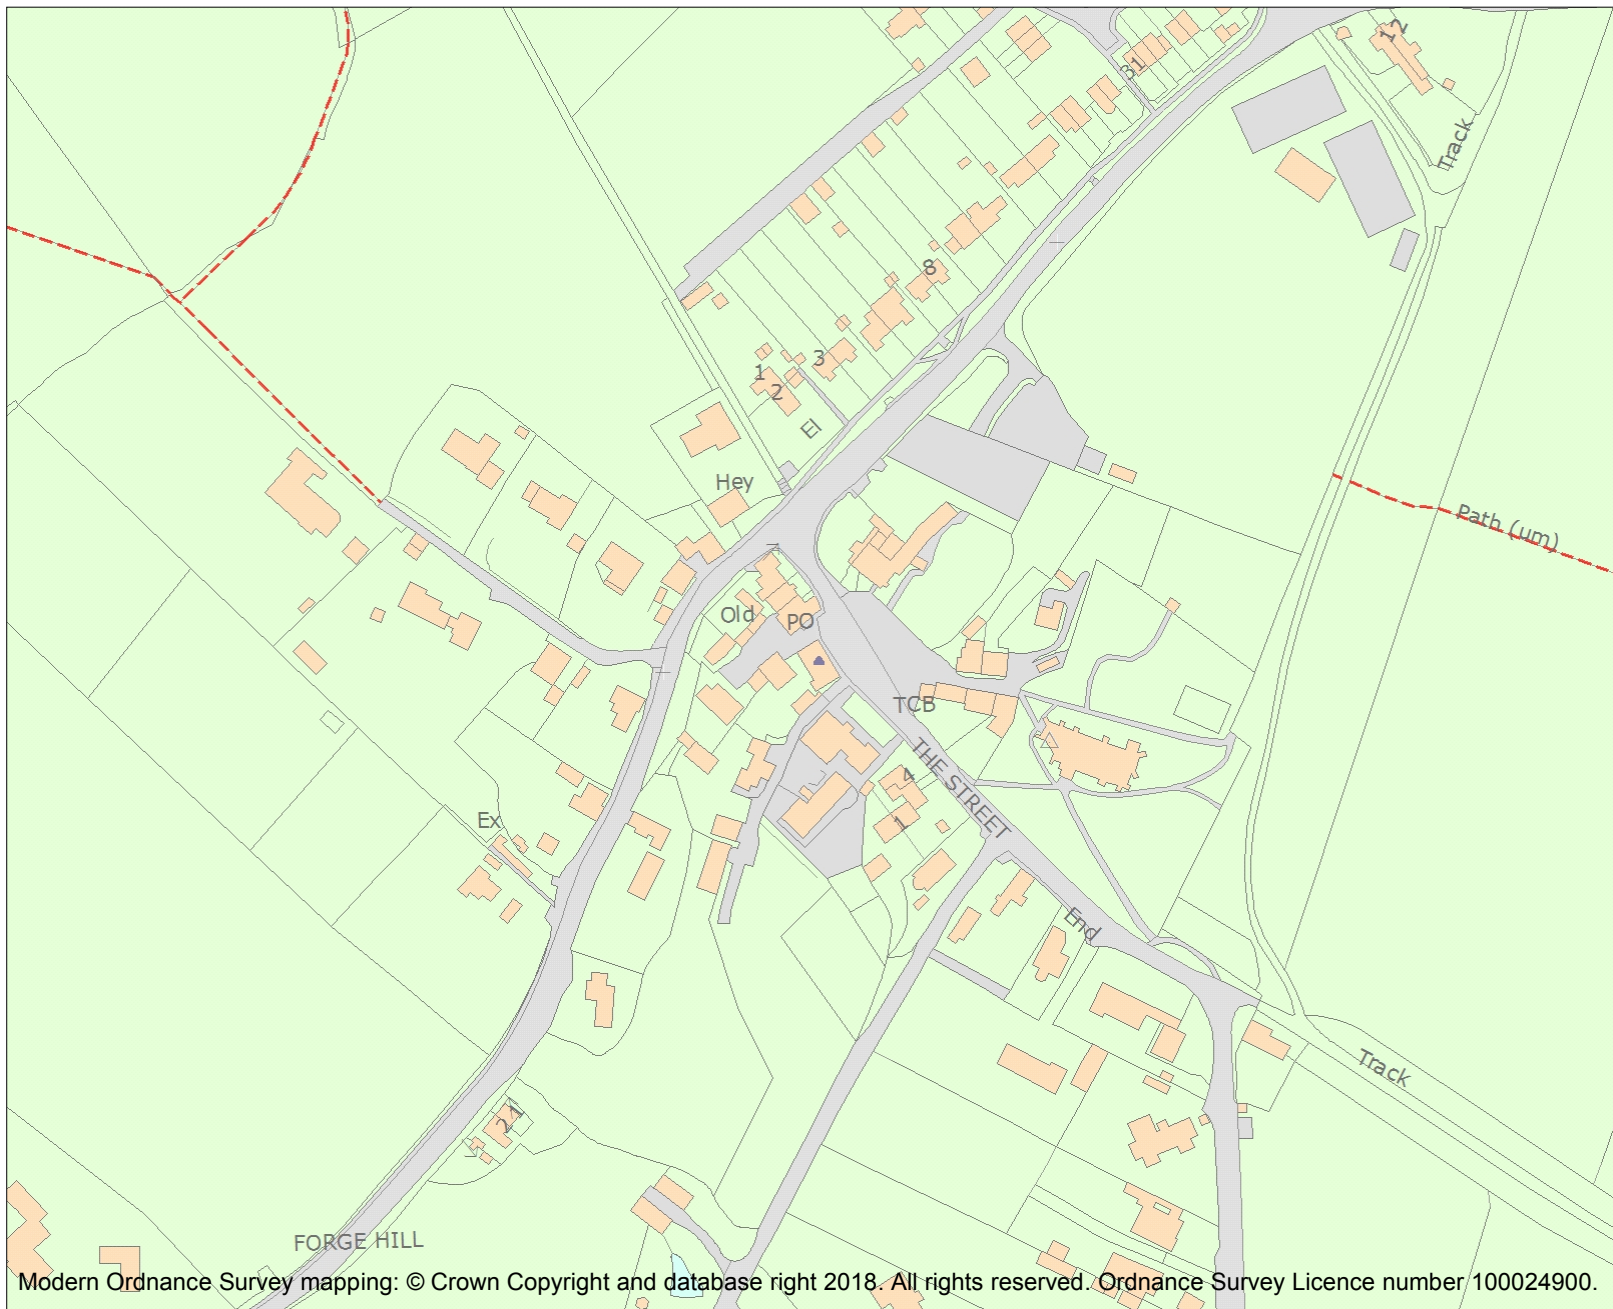 12
31
Track
8
3
1
2
El
Hey
Path (um)
Old
PO
TCB
THE STREET
4
1
Ex
End
Track
21
FORGE HILL
Modern Ordnance Survey mapping: © Crown Copyright and database right 2018. All rights reserved. Ordnance Survey Licence number 100024900.